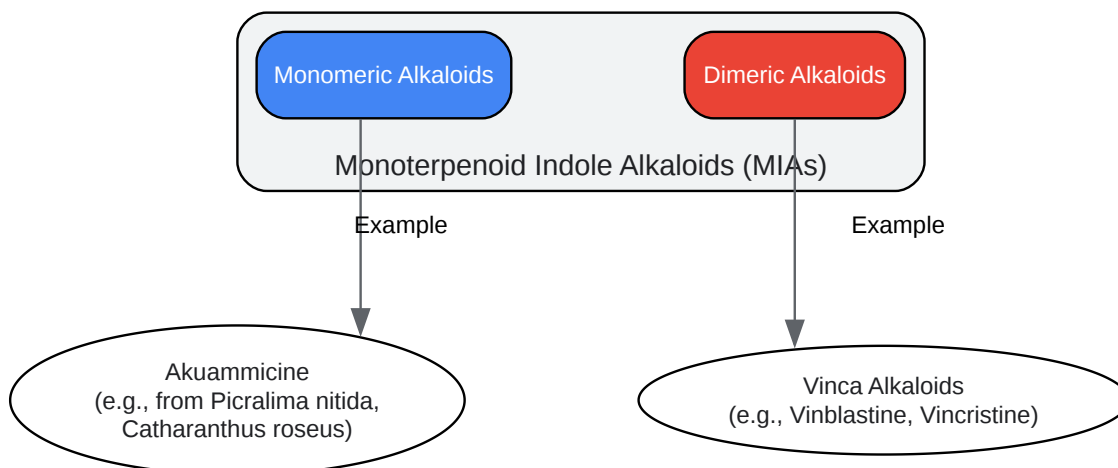 Monomeric Alkaloids
Dimeric Alkaloids
Monoterpenoid Indole Alkaloids (MIAs)
Example
Example
Akuammicine
(e.g., from Picralima nitida,
Catharanthus roseus)
Vinca Alkaloids
(e.g., Vinblastine, Vincristine)